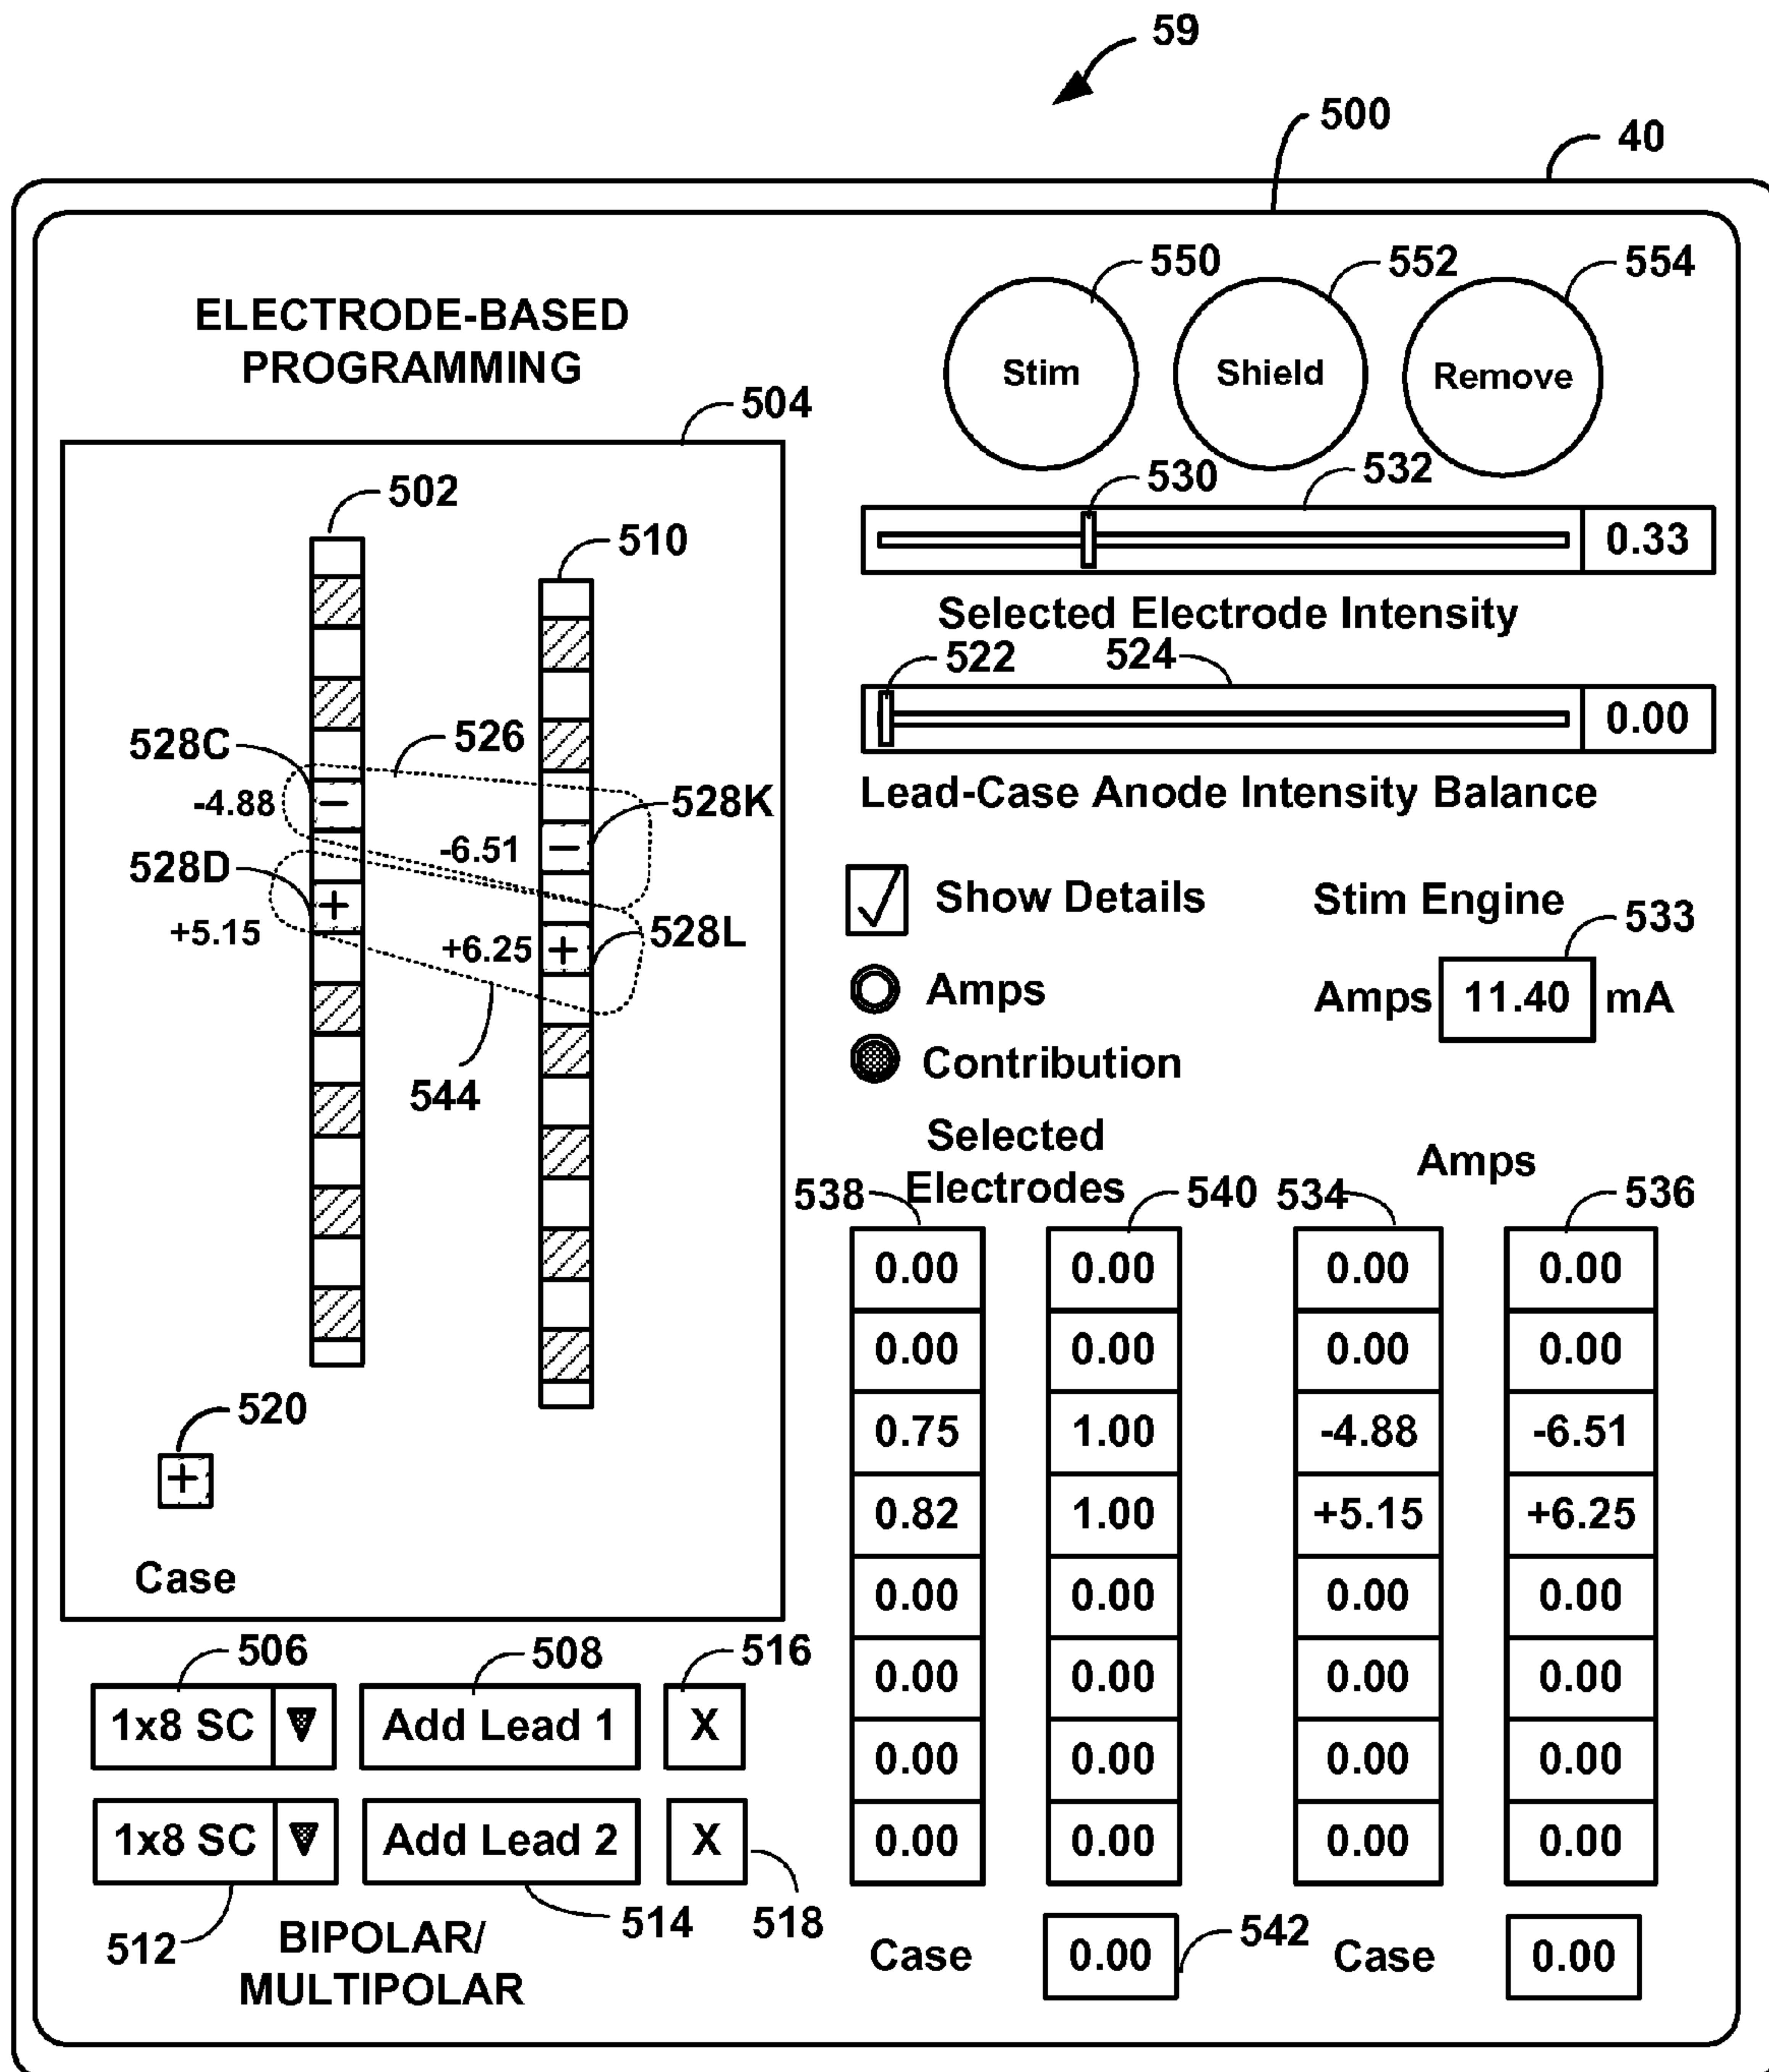 59
500
40
550
552
554
ELECTRODE-BASED
PROGRAMMING
Stim
Shield
Remove
504
502
510
530
532
0.33
Selected Electrode Intensity
522
524
0.00
Lead-Case Anode Intensity Balance
528C
526
-4.88
528K
-6.51
528D
+5.15
+6.25
528L
544
Show Details
Stim Engine
533
Amps
Amps 11.40 mA
Contribution
Selected
Electrodes
Amps
538
540
534
536
0.00 0.00 0.00 0.00
0.00 0.00 0.00 0.00
0.75 1.00 -4.88 -6.51
0.82 1.00 +5.15 +6.25
0.00 0.00 0.00 0.00
0.00 0.00 0.00 0.00
0.00 0.00 0.00 0.00
0.00 0.00 0.00 0.00
Case 0.00 542 Case 0.00
520
+
Case
506
508
516
1x8 SC Add Lead 1 X
1x8 SC Add Lead 2 X
512
514
518
BIPOLAR/
MULTIPOLAR